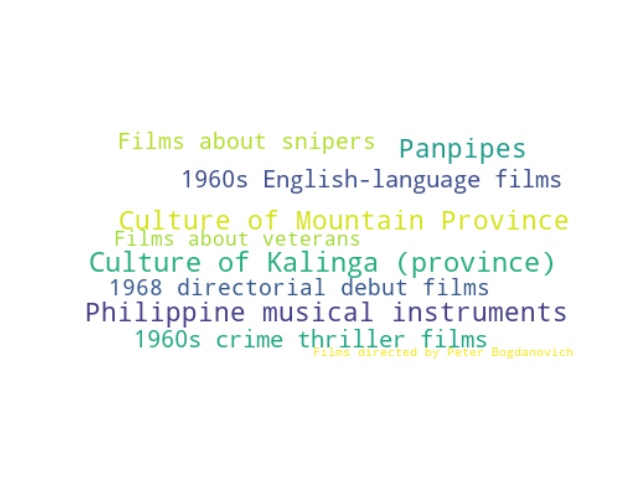 Films about snipers
Panpipes
1960s English-language films
Culture of Mountain Province
Films about veterans
Culture of Kalinga (province)
1968 directorial debut films
Philippine musical instruments
1960s crime thriller films
Films directed by Peter Bogdanovich